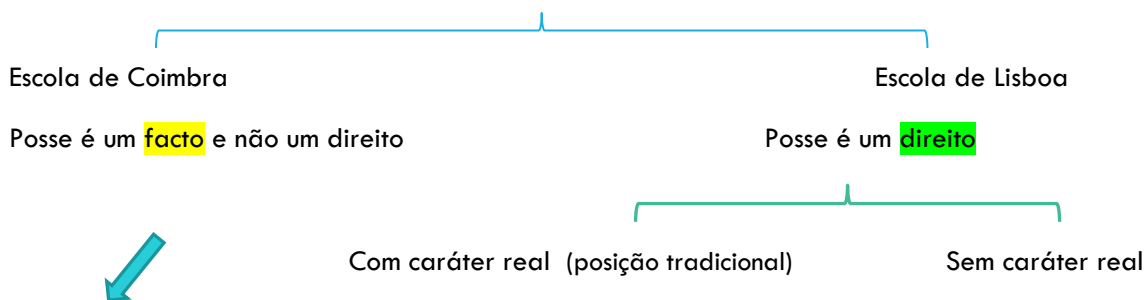 Escola de Coimbra
Escola de Lisboa
Posse é um facto e não um direito
Posse é um direito
Com caráter real (posição tradicional)
Sem caráter real